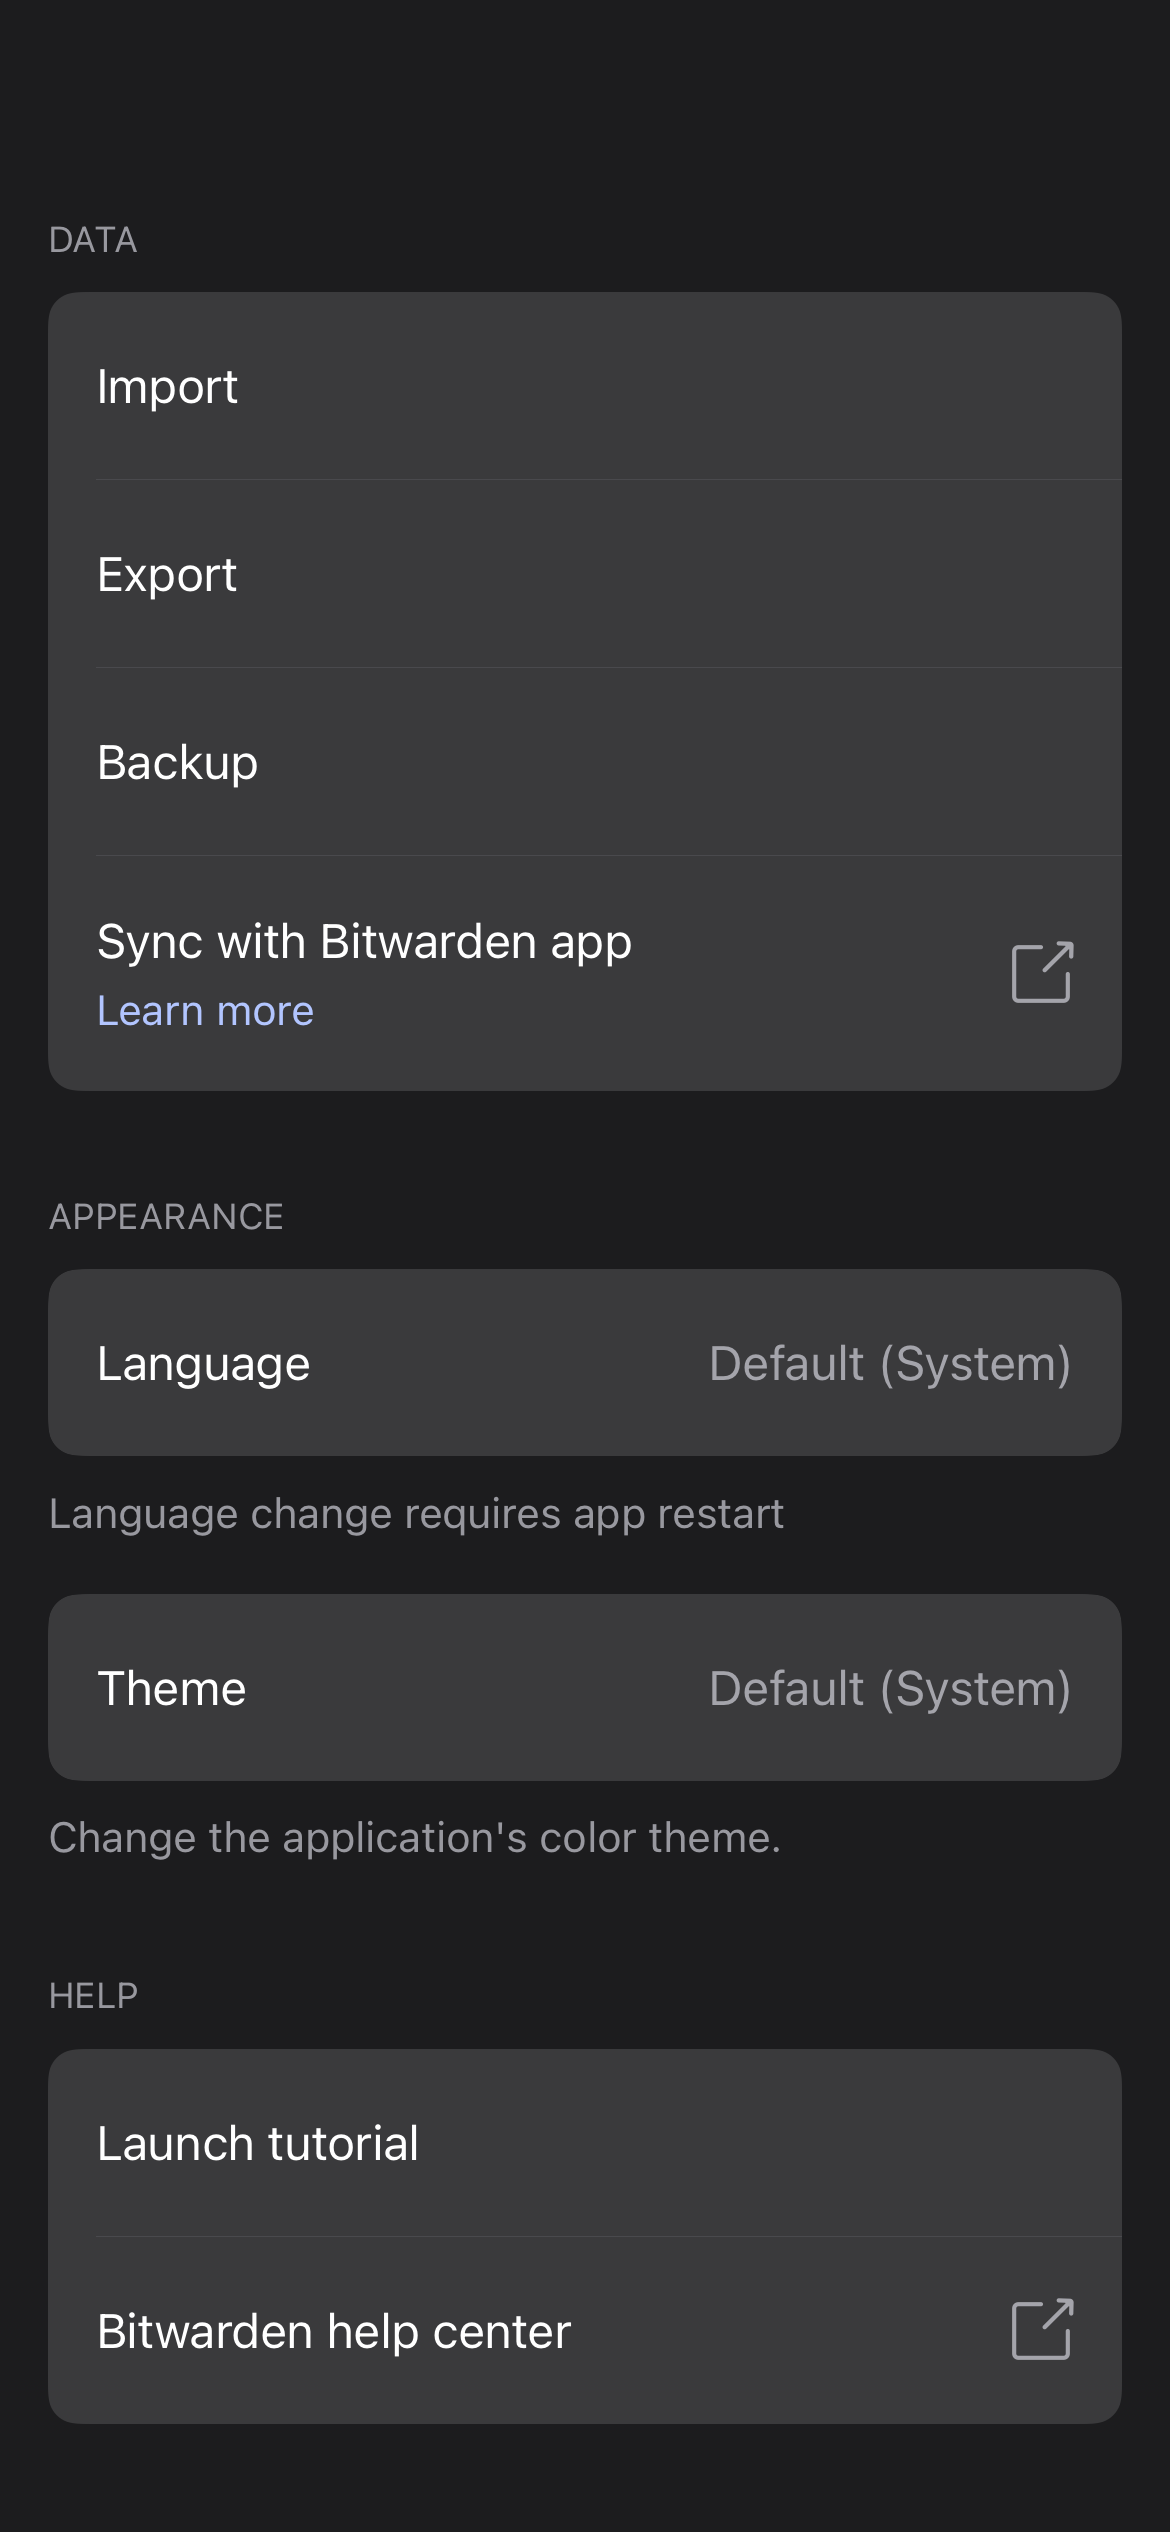 DATA
Import
Export
Backup
Sync with Bitwarden app
Learn more
APPEARANCE
Language Default (System)
Language change requires app restart
Theme Default (System)
Change the application's color theme.
HELP
Launch tutorial
Bitwarden help center